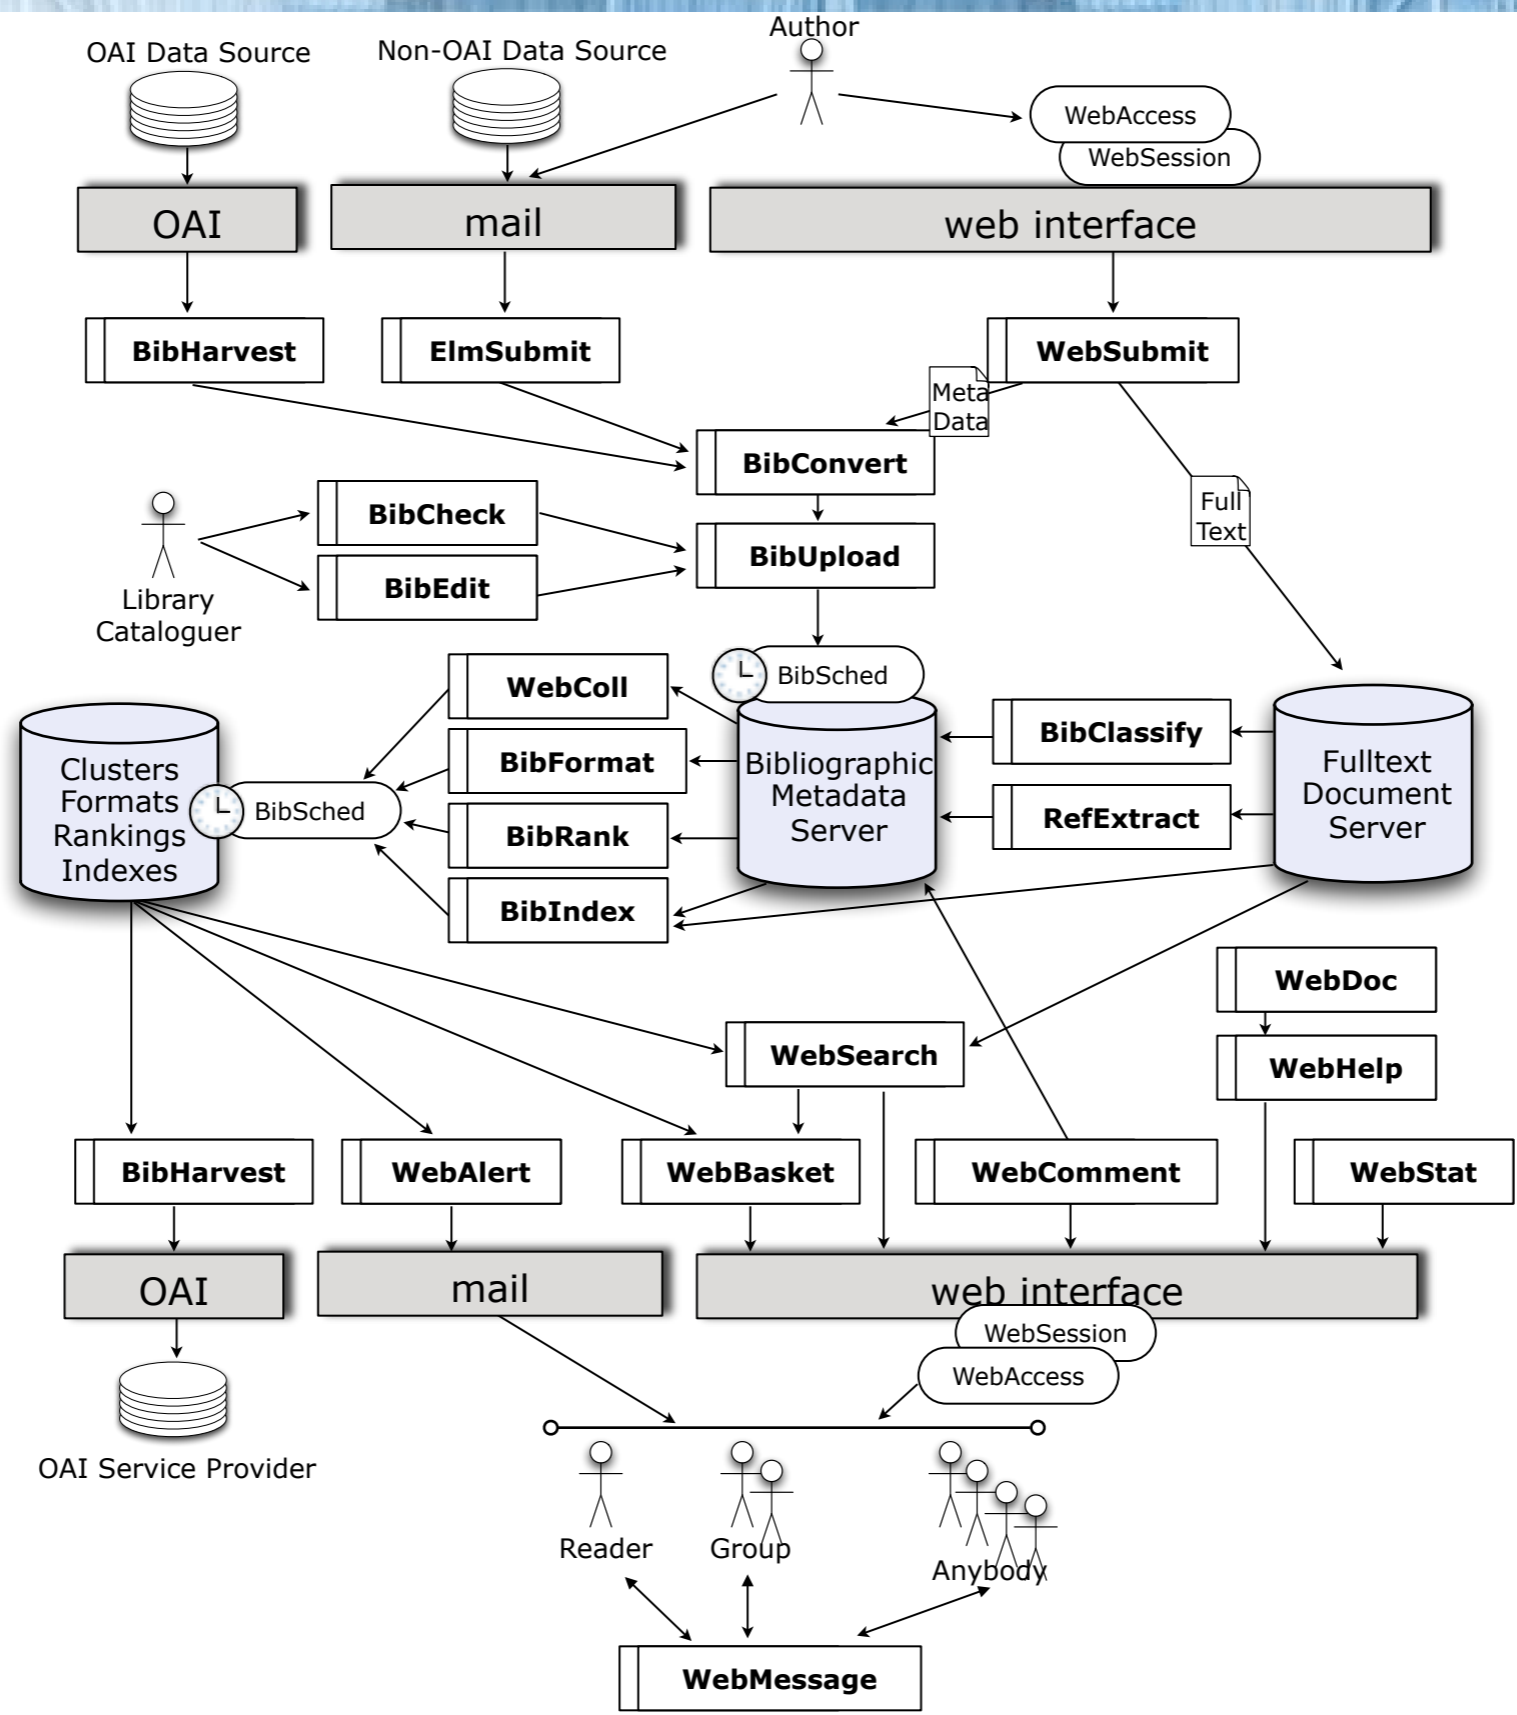 Author
OAI Data Source
Non-OAI Data Source
WebAccess
WebSession
OAI
mail
web interface
BibHarvest
ElmSubmit
WebSubmit
Meta
Data
BibConvert
Full
Text
BibCheck
BibUpload
BibEdit
Library
Cataloguer
BibSched
WebColl
BibFormat
BibRank
BibIndex
BibClassify
RefExtract
Bibliographic
Metadata
Server
Fulltext
Document
Server
Clusters
Formats
Rankings
Indexes
BibSched
WebDoc
WebSearch
WebHelp
BibHarvest
WebAlert
WebBasket
WebComment
WebStat
OAI
mail
web interface
WebSession
WebAccess
OAI Service Provider
Reader
Group
Anybody
WebMessage